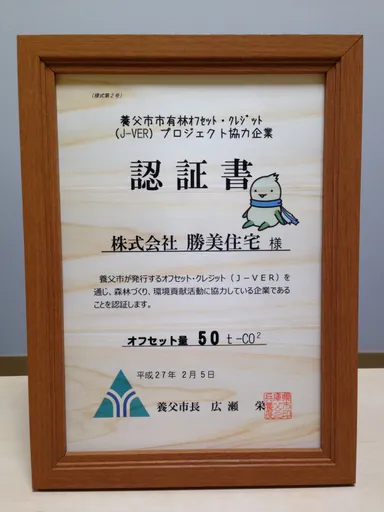 （様式第2号）
養父市市有林ｵﾌｾｯﾄ・ｸﾚｼﾞｯﾄ
(J-VER) プロジェクト協力企業
認証書
株式会社 勝美住宅 様
養父市が発行するオフセット・クレジット（J－VER）を
通じ、森林づくり、環境貢献活動に協力している企業である
ことを認証します。
オフセット量 50 t-CO²
平成27年 2月5日
養父市長 広瀬 栄